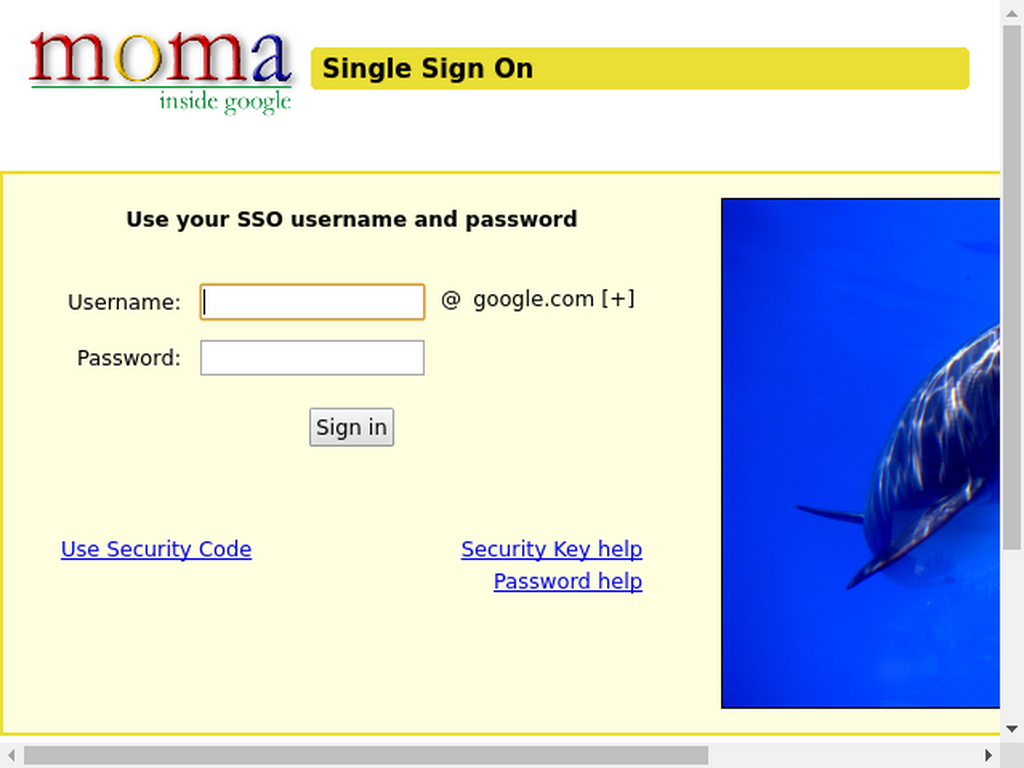 moma
inside google
Single Sign On
Use your SSO username and password
Username:
@ google.com [+]
Password:
Sign in
Use Security Code
Security Key help
Password help